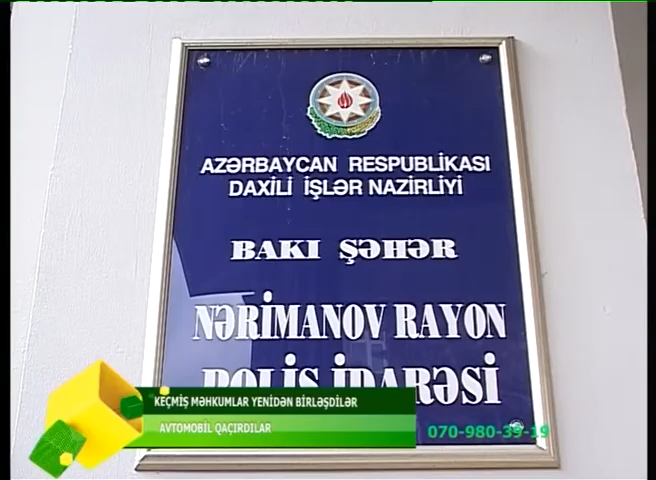 AZƏRBAYCAN RESPUBLİKASI
DAXİLİ İŞLƏR NAZİRLİYİ
BAKI ŞƏHƏR
NƏRİMANOV RAYON
POLİS İDARƏSİ
KEÇMİŞ MƏHKUMLAR YENİDƏN BİRLƏŞDİLƏR
AVTOMOBİL QAÇIRDILAR
070-980-39-19